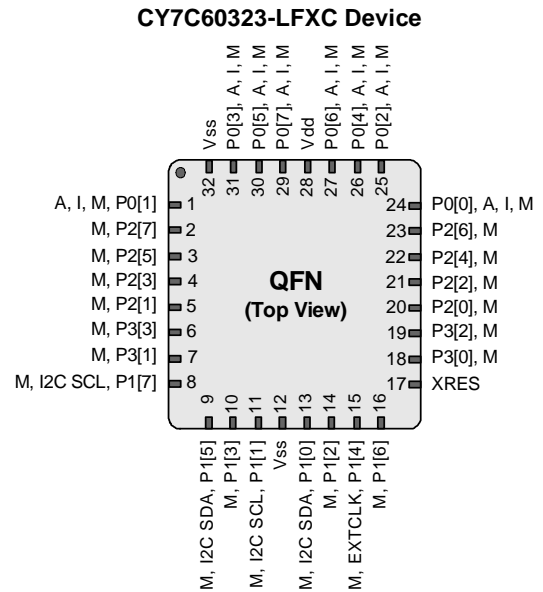 CY7C60323-LFXC Device
Vss
P0[3], A, I, M
P0[5], A, I, M
P0[7], A, I, M
Vdd
P0[6], A, I, M
P0[4], A, I, M
P0[2], A, I, M
32
31
30
29
28
27
26
25
A, I, M, P0[1] 1
M, P2[7] 2
M, P2[5] 3
M, P2[3] 4
M, P2[1] 5
M, P3[3] 6
M, P3[1] 7
M, I2C SCL, P1[7] 8
QFN
(Top View)
24 P0[0], A, I, M
23 P2[6], M
22 P2[4], M
21 P2[2], M
20 P2[0], M
19 P3[2], M
18 P3[0], M
17 XRES
9
10
11
12
13
14
15
16
M, I2C SDA, P1[5]
M, P1[3]
M, I2C SCL, P1[1]
Vss
M, I2C SDA, P1[0]
M, P1[2]
M, EXTCLK, P1[4]
M, P1[6]